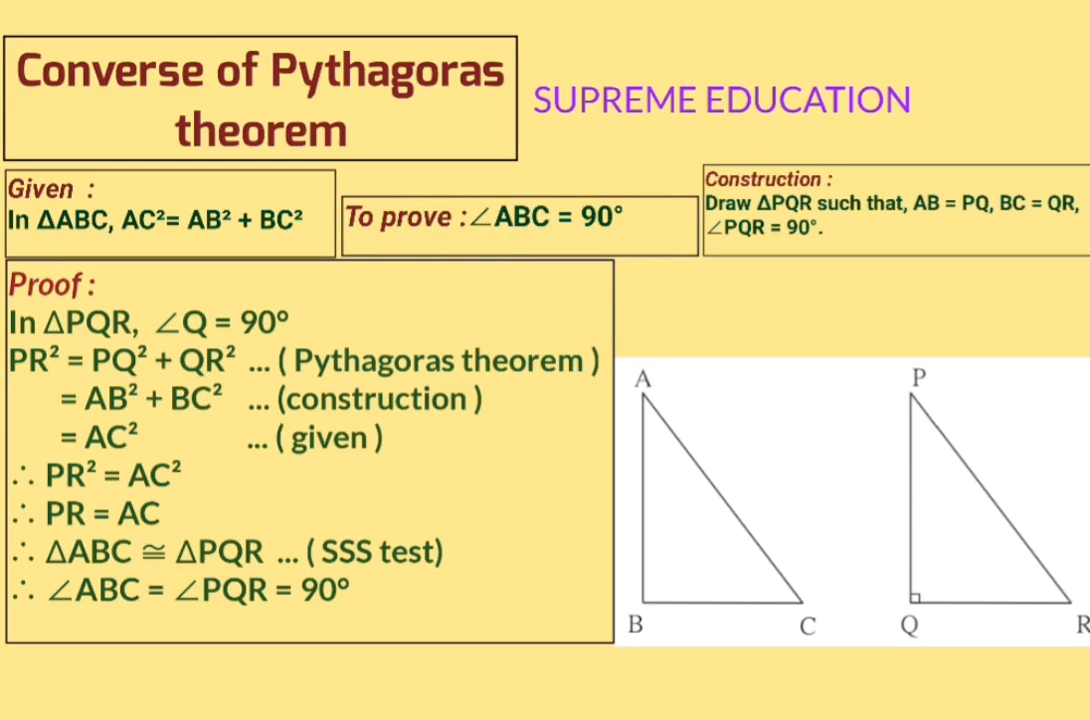 Converse of Pythagoras
theorem
SUPREME EDUCATION
Given :
In ΔABC, AC²= AB² + BC²
To prove :∠ABC = 90°
Construction :
Draw ΔPQR such that, AB = PQ, BC = QR,
∠PQR = 90°.
Proof :
In ΔPQR, ∠Q = 90°
PR² = PQ² + QR² ... ( Pythagoras theorem )
= AB² + BC² ... (construction )
= AC² ... ( given )
∴ PR² = AC²
∴ PR = AC
∴ ΔABC ≅ ΔPQR ... ( SSS test)
∴ ∠ABC = ∠PQR = 90°
A
P
B
C
Q
R